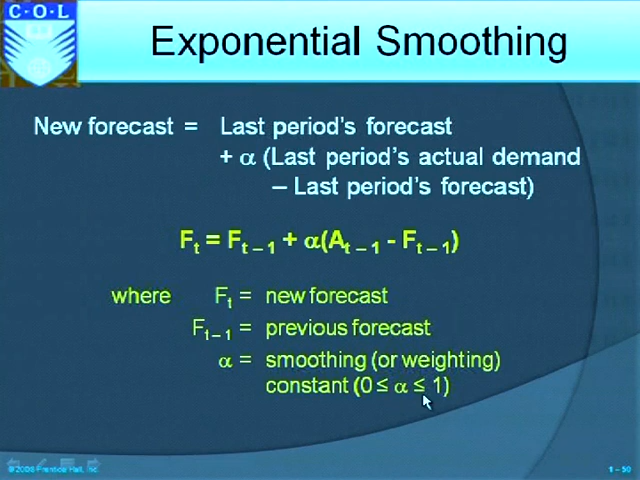 C·O·L
Exponential Smoothing
New forecast = Last period's forecast
+ α (Last period's actual demand
– Last period's forecast)
Ft = Ft – 1 + α(At – 1 - Ft – 1)
where Ft = new forecast
Ft – 1 = previous forecast
α = smoothing (or weighting)
constant (0 ≤ α ≤ 1)
© 2008 Prentice Hall, Inc.
1 – 50